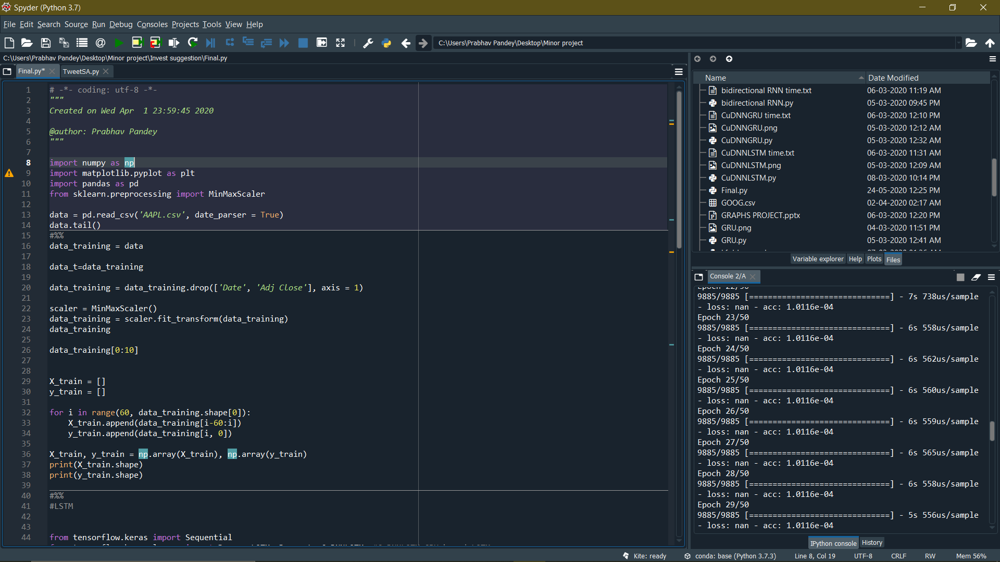 Spyder (Python 3.7)
File Edit Search Source Run Debug Consoles Projects Tools View Help
C:\Users\Prabhav Pandey\Desktop\Minor project
C:\Users\Prabhav Pandey\Desktop\Minor project\Invest suggestion\Final.py
Final.py* TweetSA.py
1 # -*- coding: utf-8 -*-
2 """
3 Created on Wed Apr  1 23:59:45 2020
4
5 @author: Prabhav Pandey
6 """
7
8 import numpy as np
9 import matplotlib.pyplot as plt
10 import pandas as pd
11 from sklearn.preprocessing import MinMaxScaler
12
13 data = pd.read_csv('AAPL.csv', date_parser = True)
14 data.tail()
15 #%%
16 data_training = data
17
18 data_t=data_training
19
20 data_training = data_training.drop(['Date', 'Adj Close'], axis = 1)
21
22 scaler = MinMaxScaler()
23 data_training = scaler.fit_transform(data_training)
24 data_training
25
26 data_training[0:10]
27
28
29 X_train = []
30 y_train = []
31
32 for i in range(60, data_training.shape[0]):
33     X_train.append(data_training[i-60:i])
34     y_train.append(data_training[i, 0])
35
36 X_train, y_train = np.array(X_train), np.array(y_train)
37 print(X_train.shape)
38 print(y_train.shape)
39
40 #%%
41 #LSTM
42
43
44 from tensorflow.keras import Sequential
Name Date Modified
bidirectional RNN time.txt 06-03-2020 11:19 AM
bidirectional RNN.py 05-03-2020 09:45 PM
CuDNNGRU time.txt 06-03-2020 12:10 PM
CuDNNGRU.png 05-03-2020 12:12 AM
CuDNNGRU.py 05-03-2020 12:32 AM
CuDNNLSTM time.txt 06-03-2020 11:31 AM
CuDNNLSTM.png 05-03-2020 12:09 AM
CuDNNLSTM.py 08-03-2020 10:14 PM
Final.py 24-05-2020 12:25 PM
GOOG.csv 02-04-2020 02:17 AM
GRAPHS PROJECT.pptx 06-03-2020 12:20 PM
GRU.png 04-03-2020 11:51 PM
GRU.py 05-03-2020 12:41 AM
Variable explorer Help Plots Files
Console 2/A
Epoch 22/50
9885/9885 [==============================] - 7s 738us/sample
- loss: nan - acc: 1.0116e-04
Epoch 23/50
9885/9885 [==============================] - 6s 558us/sample
- loss: nan - acc: 1.0116e-04
Epoch 24/50
9885/9885 [==============================] - 6s 562us/sample
- loss: nan - acc: 1.0116e-04
Epoch 25/50
9885/9885 [==============================] - 6s 560us/sample
- loss: nan - acc: 1.0116e-04
Epoch 26/50
9885/9885 [==============================] - 6s 559us/sample
- loss: nan - acc: 1.0116e-04
Epoch 27/50
9885/9885 [==============================] - 6s 565us/sample
- loss: nan - acc: 1.0116e-04
Epoch 28/50
9885/9885 [==============================] - 6s 558us/sample
- loss: nan - acc: 1.0116e-04
Epoch 29/50
9885/9885 [==============================] - 5s 556us/sample
- loss: nan - acc: 1.0116e-04
IPython console History
Kite: ready conda: base (Python 3.7.3) Line 8, Col 19 UTF-8 CRLF RW Mem 56%